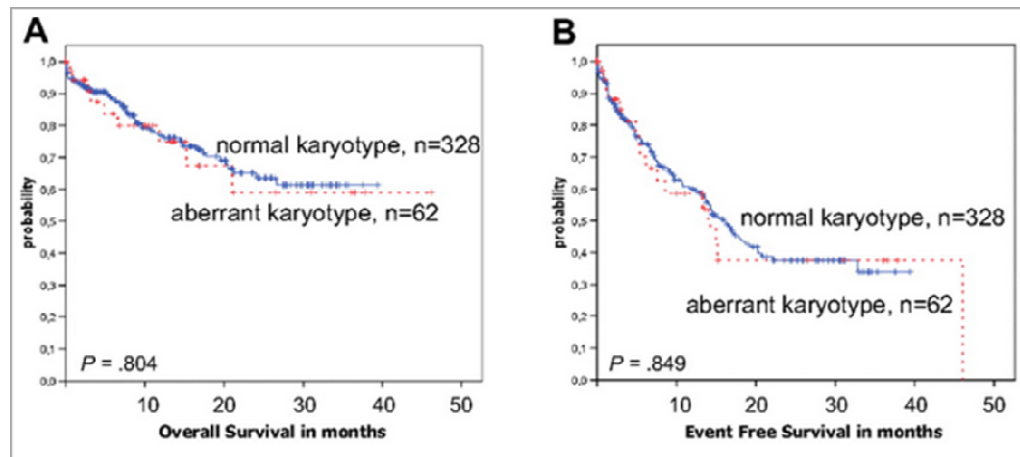 A
1,0
0,9
0,8
0,7
0,6
0,5
0,4
0,3
0,2
0,1
0,0
probability
normal karyotype, n=328
aberrant karyotype, n=62
P = .804
10 20 30 40 50
Overall Survival in months
B
1,0
0,9
0,8
0,7
0,6
0,5
0,4
0,3
0,2
0,1
0,0
probability
normal karyotype, n=328
aberrant karyotype, n=62
P = .849
10 20 30 40 50
Event Free Survival in months